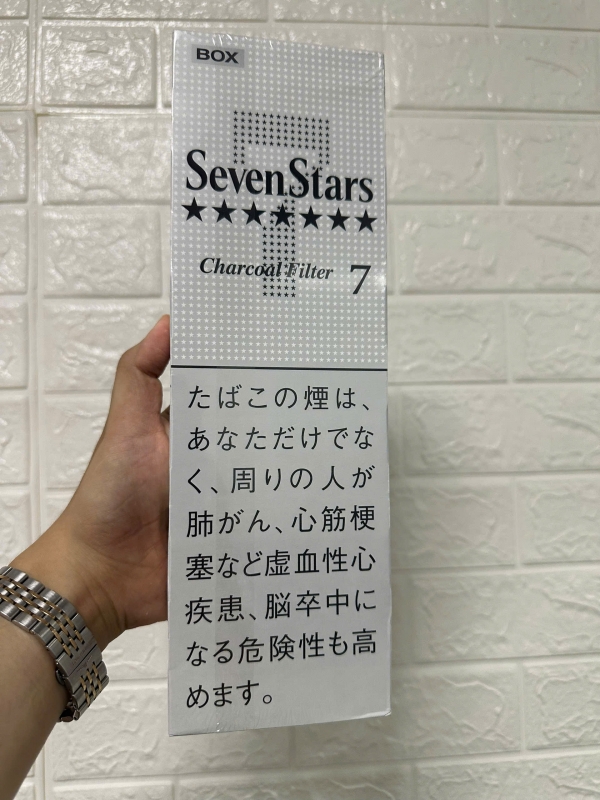 BOX
SevenStars
★★★★★★★
Charcoal Filter 7
たばこの煙は、
あなただけでな
く、周りの人が
肺がん、心筋梗
塞など虚血性心
疾患、脳卒中に
なる危険性も高
めます。